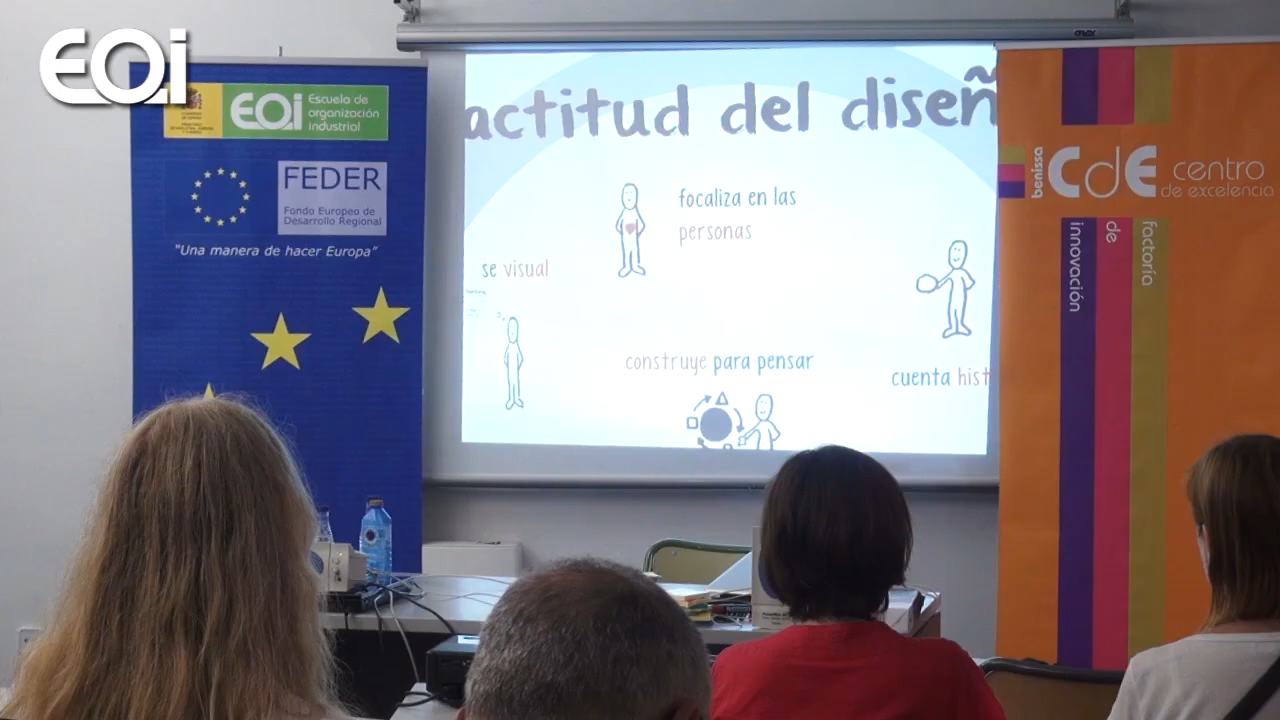 EOi
EOi
Escuela de
organización
industrial
FEDER
Fondo Europeo de
Desarrollo Regional
"Una manera de hacer Europa"
actitud del diseñ
focaliza en las
personas
se visual
construye para pensar
cuenta hist
benissa
CdE
centro
de excelencia
factoría
de
innovación